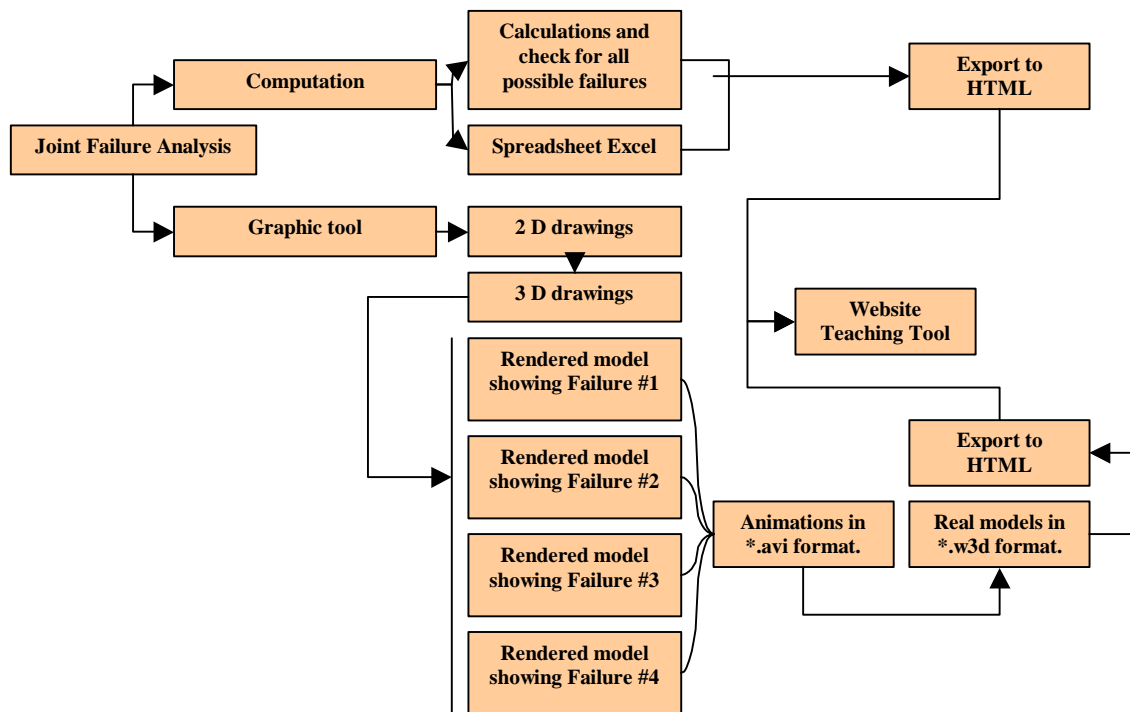 Joint Failure Analysis
Computation
Calculations and
check for all
possible failures
Spreadsheet Excel
Export to
HTML
Graphic tool
2 D drawings
3 D drawings
Website
Teaching Tool
Rendered model
showing Failure #1
Rendered model
showing Failure #2
Rendered model
showing Failure #3
Rendered model
showing Failure #4
Animations in
*.avi format.
Real models in
*.w3d format.
Export to
HTML